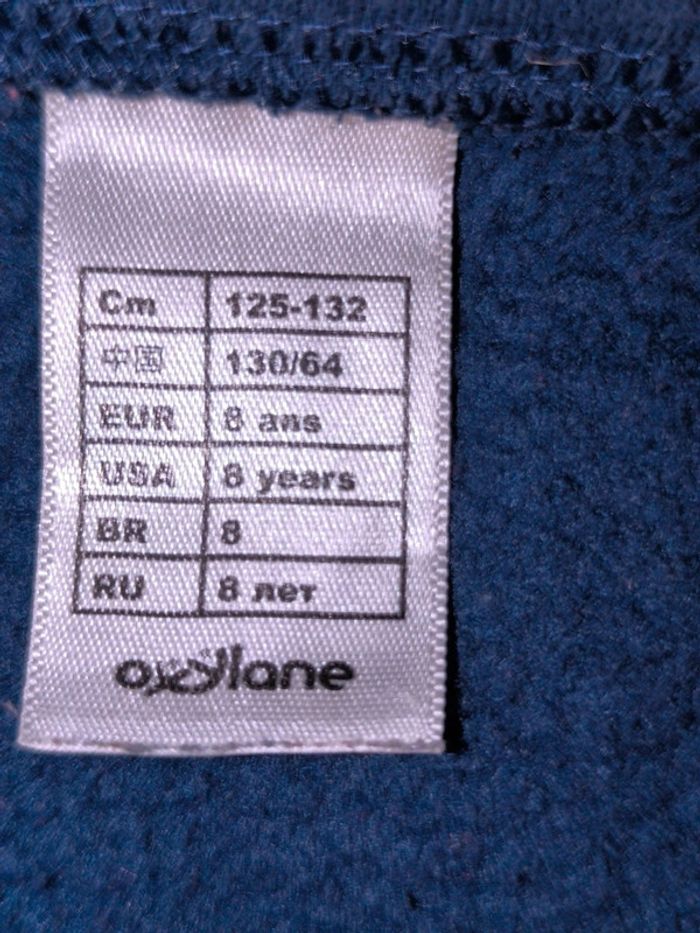 Cm 125-132
中国 130/64
EUR 8 ans
USA 8 years
BR 8
RU 8 лет
oxylane